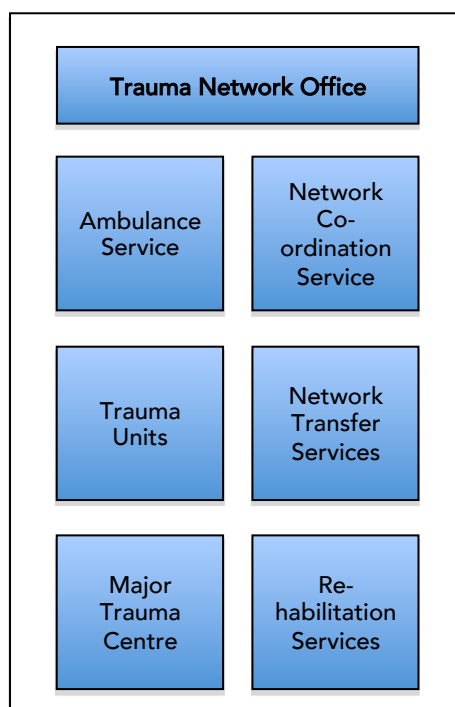 Trauma Network Office
Ambulance
Service
Network
Co-
ordination
Service
Trauma
Units
Network
Transfer
Services
Major
Trauma
Centre
Re-
habilitation
Services